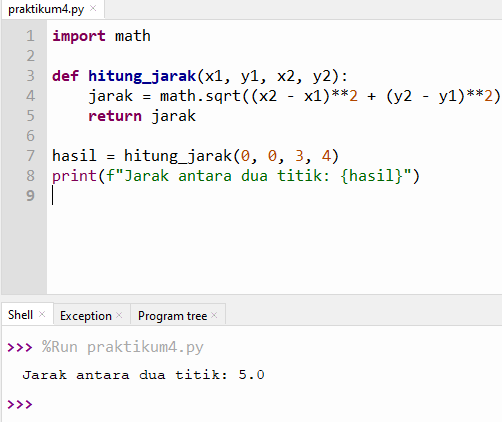 praktikum4.py ×
1 import math
2
3 def hitung_jarak(x1, y1, x2, y2):
4     jarak = math.sqrt((x2 - x1)**2 + (y2 - y1)**2)
5     return jarak
6
7 hasil = hitung_jarak(0, 0, 3, 4)
8 print(f"Jarak antara dua titik: {hasil}")
9
Shell × Exception × Program tree ×
>>> %Run praktikum4.py
Jarak antara dua titik: 5.0
>>>